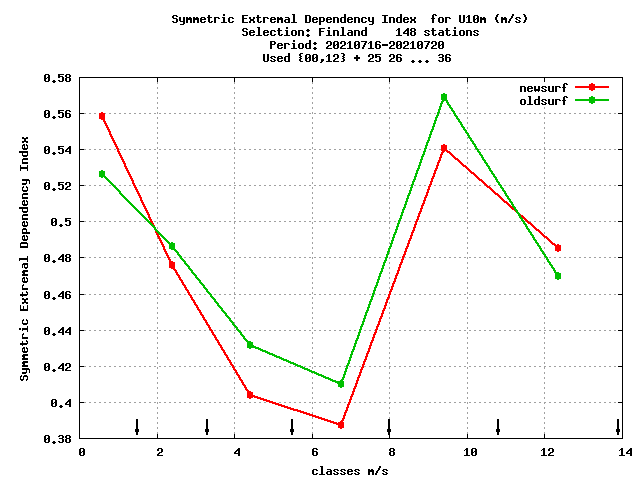 Symmetric Extremal Dependency Index  for U10m (m/s)
Selection: Finland    148 stations
Period: 20210716-20210720
Used {00,12} + 25 26 ... 36
newsurf
oldsurf
Symmetric Extremal Dependency Index
0.58
0.56
0.54
0.52
0.5
0.48
0.46
0.44
0.42
0.4
0.38
0 2 4 6 8 10 12 14
classes m/s